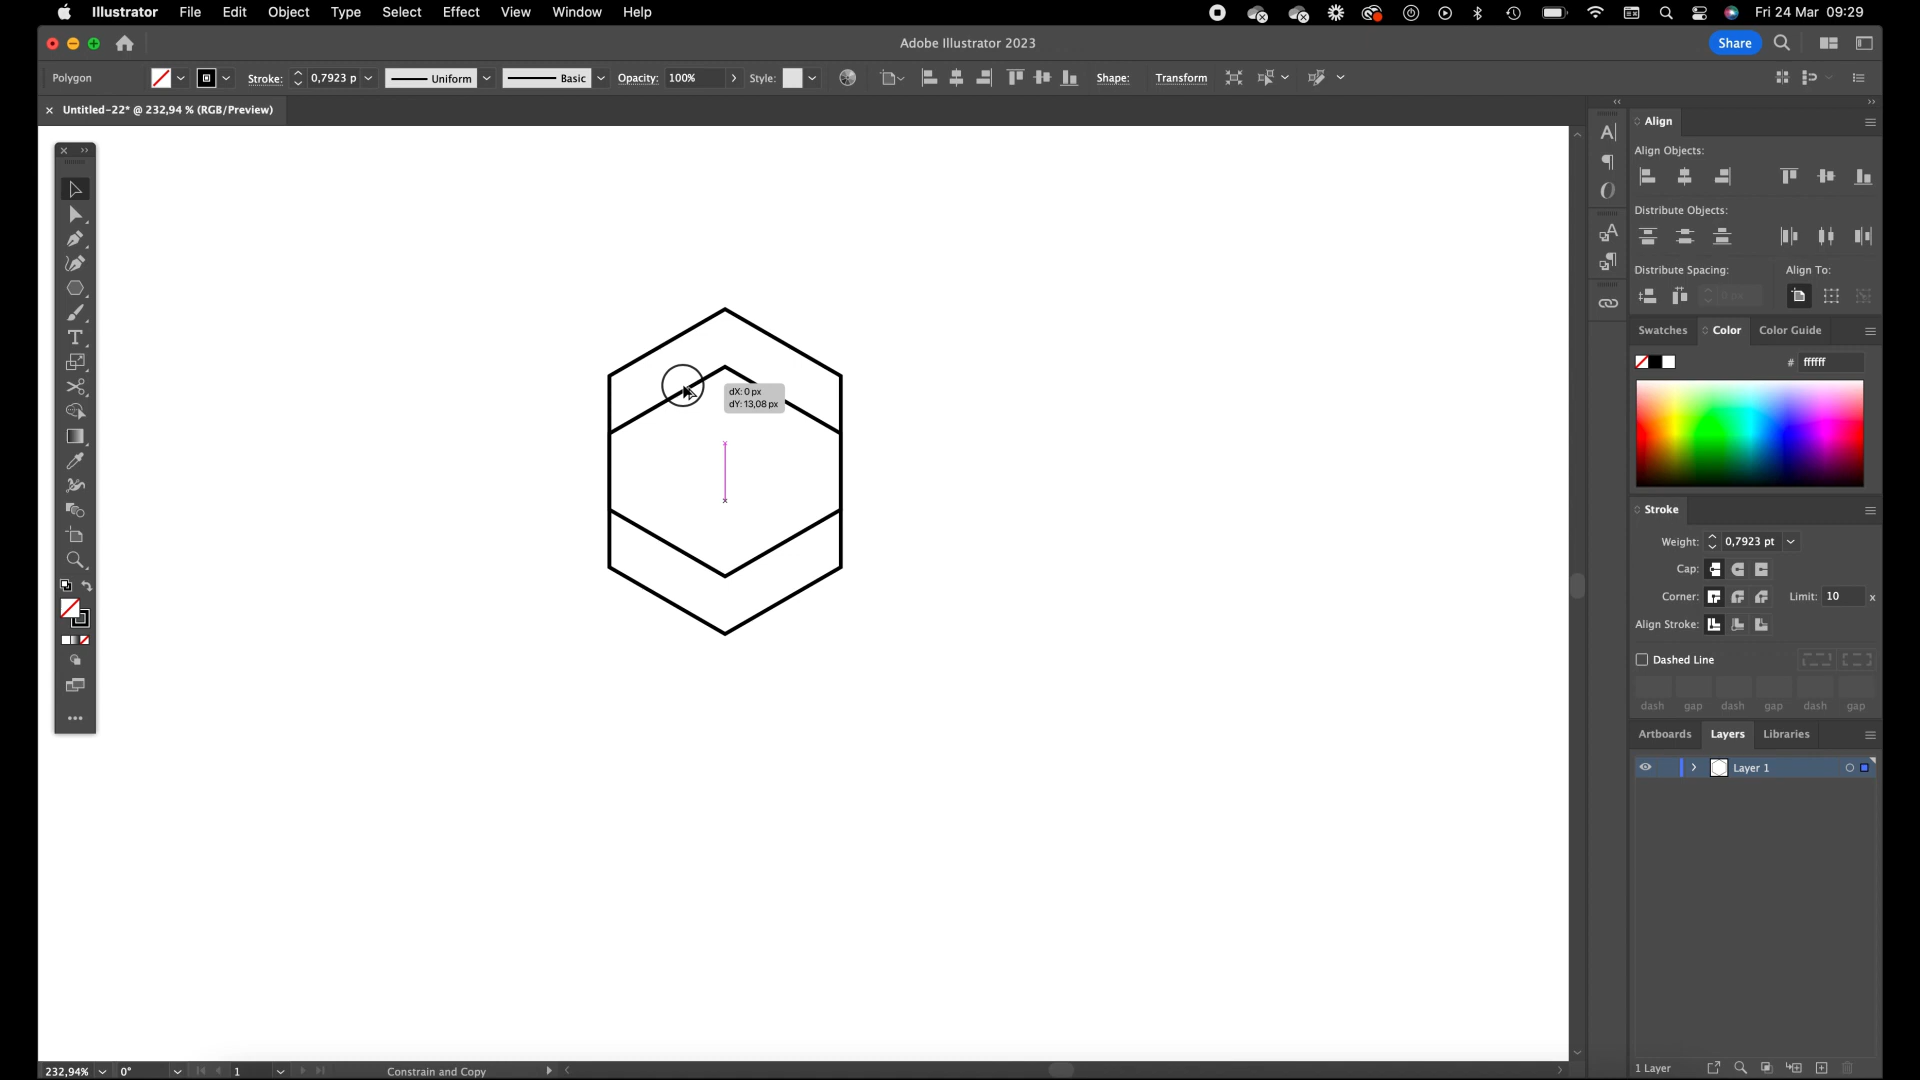 Illustrator File Edit Object Type Select Effect View Window Help Fri 24 Mar 09:29
Adobe Illustrator 2023 Share
Polygon Stroke: 0,7923 p Uniform Basic Opacity: 100% Style: Shape: Transform
× Untitled-22* @ 232,94 % (RGB/Preview)
Align
Align Objects:
Distribute Objects:
Distribute Spacing: Align To:
0 px
Swatches Color Color Guide
# ffffff
dX: 0 px
dY: 13,08 px
Stroke
Weight: 0,7923 pt
Cap:
Corner: Limit: 10 x
Align Stroke:
Dashed Line
dash gap dash gap dash gap
Artboards Layers Libraries
Layer 1
232,94% 0° 1 Constrain and Copy 1 Layer